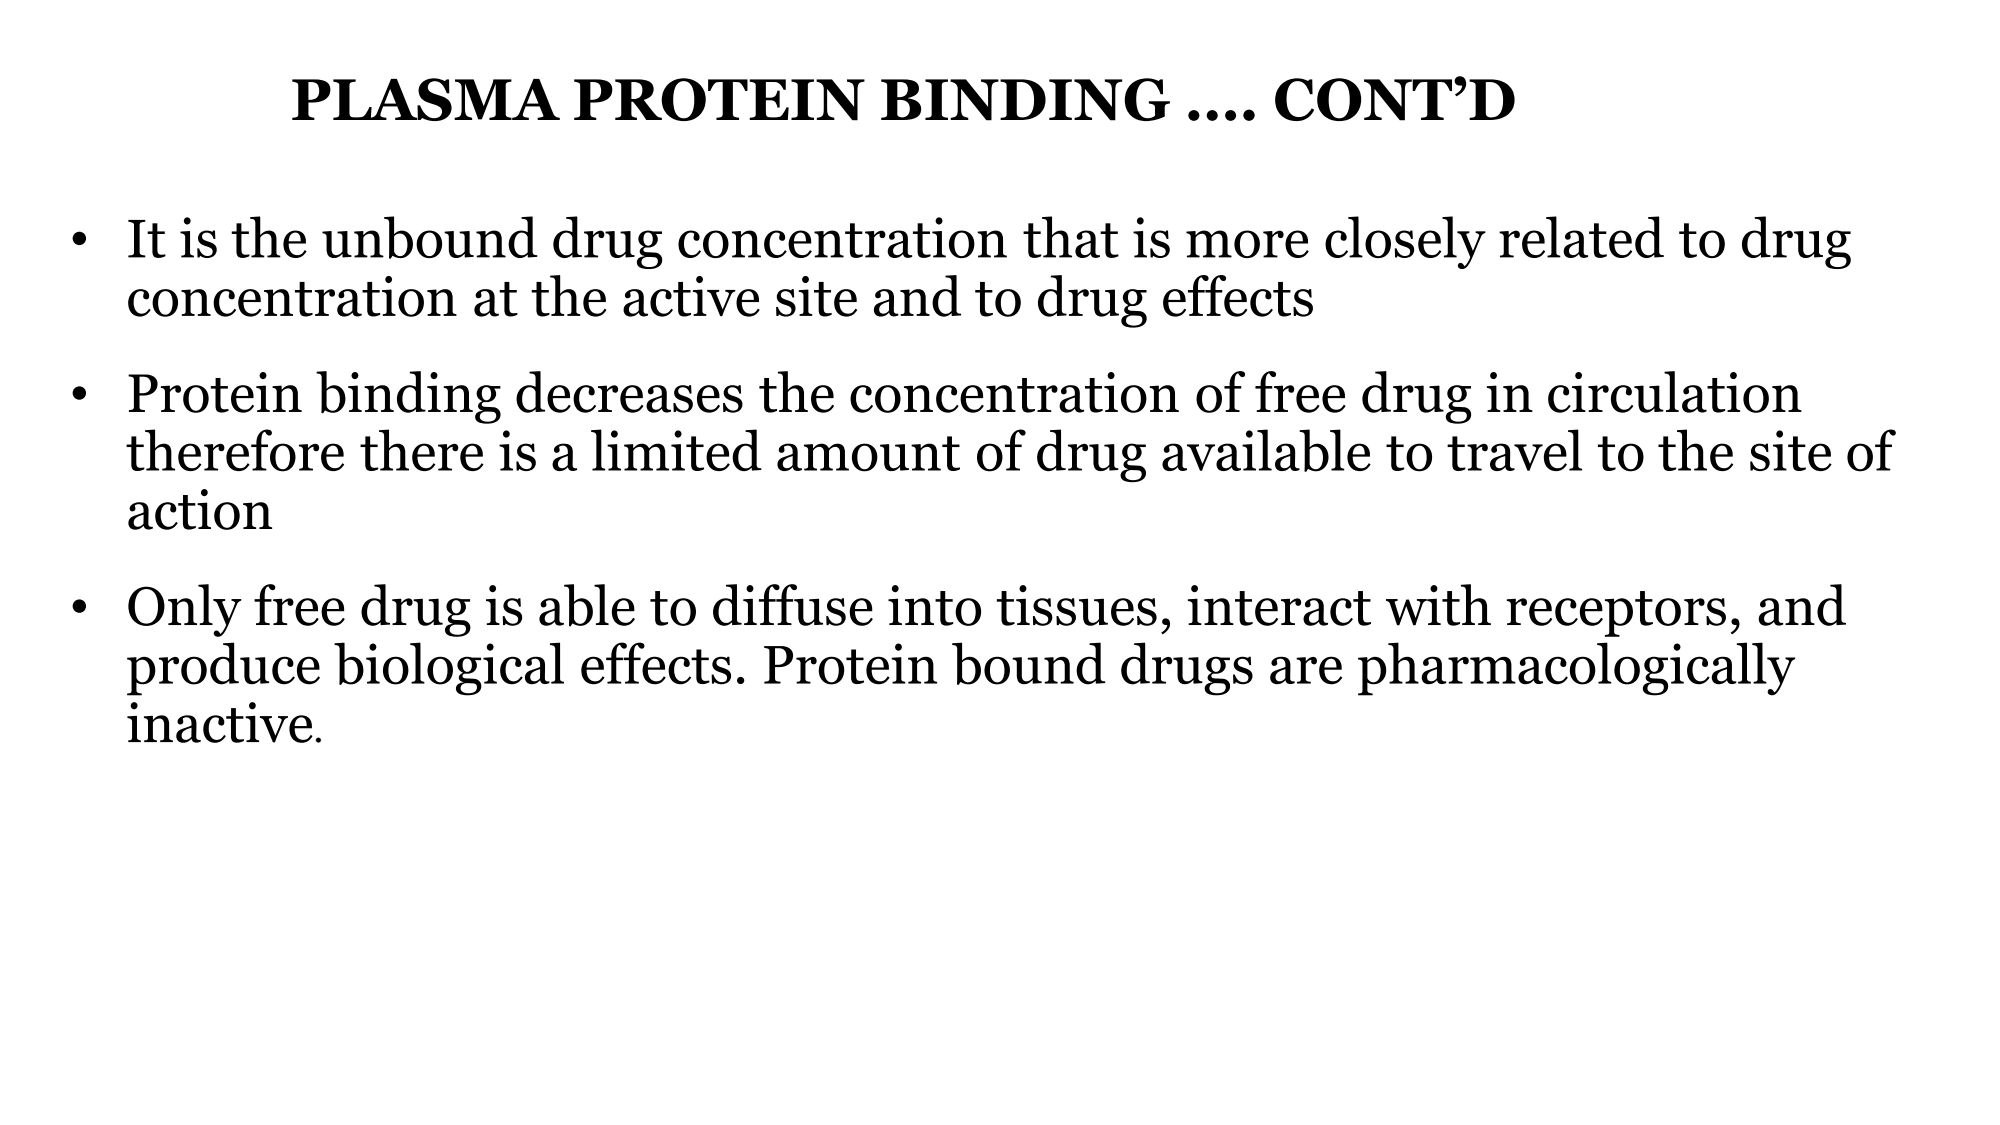 PLASMA PROTEIN BINDING .... CONT’D
• It is the unbound drug concentration that is more closely related to drug
concentration at the active site and to drug effects
• Protein binding decreases the concentration of free drug in circulation
therefore there is a limited amount of drug available to travel to the site of
action
• Only free drug is able to diffuse into tissues, interact with receptors, and
produce biological effects. Protein bound drugs are pharmacologically
inactive.